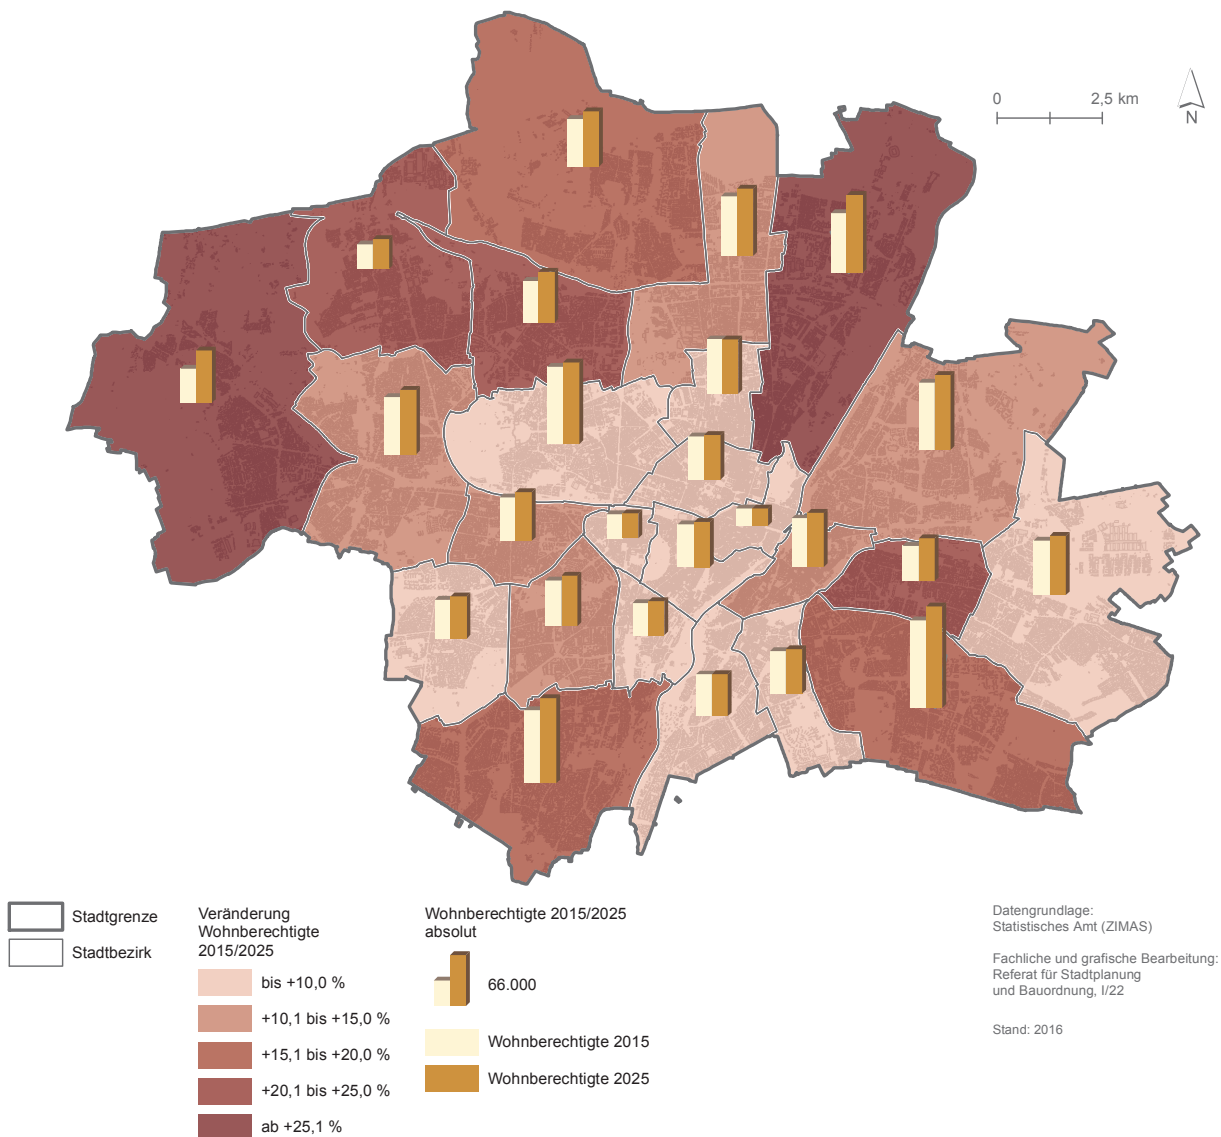 0 2,5 km
N
Stadtgrenze
Stadtbezirk
Veränderung
Wohnberechtigte
2015/2025
bis +10,0 %
+10,1 bis +15,0 %
+15,1 bis +20,0 %
+20,1 bis +25,0 %
ab +25,1 %
Wohnberechtigte 2015/2025
absolut
66.000
Wohnberechtigte 2015
Wohnberechtigte 2025
Datengrundlage:
Statistisches Amt (ZIMAS)
Fachliche und grafische Bearbeitung:
Referat für Stadtplanung
und Bauordnung, I/22
Stand: 2016